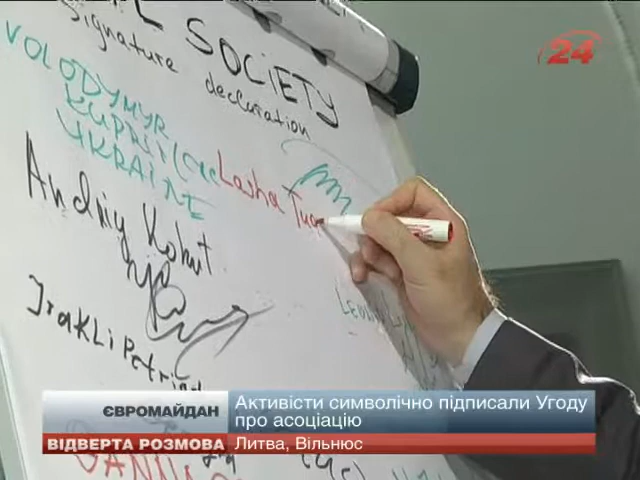 24
SOCiETY
Signature declaration
VOLODYMYR
UKRAINE
Lasha
Andriy Kohut
IrakLi
ЄВРОМАЙДАН
Активісти символічно підписали Угоду
про асоціацію
ВІДВЕРТА РОЗМОВА
Литва, Вільнюс